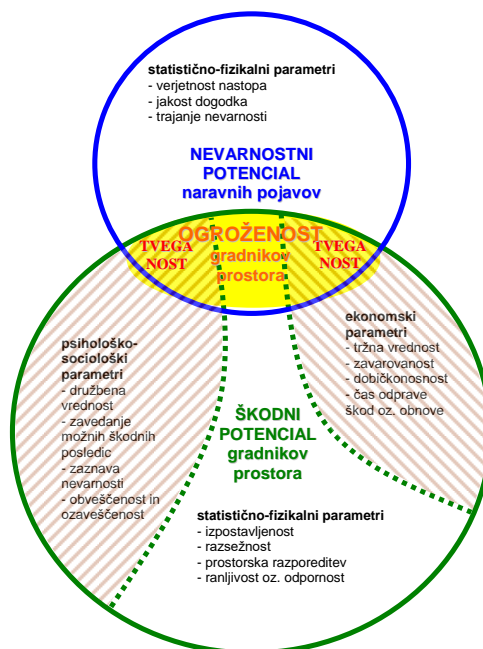 statistično-fizikalni parametri
- verjetnost nastopa
- jakost dogodka
- trajanje nevarnosti
NEVARNOSTNI
POTENCIAL
naravnih pojavov
OGROŽENOST
gradnikov
prostora
TVEGA
NOST
TVEGA
NOST
psihološko-
sociološki
parametri
- družbena
vrednost
- zavedanje
možnih škodnih
posledic
- zaznava
nevarnosti
- obveščenost in
ozaveščenost
ekonomski
parametri
- tržna vrednost
- zavarovanost
- dobičkonosnost
- čas odprave
škod oz. obnove
ŠKODNI
POTENCIAL
gradnikov
prostora
statistično-fizikalni parametri
- izpostavljenost
- razsežnost
- prostorska razporeditev
- ranljivost oz. odpornost